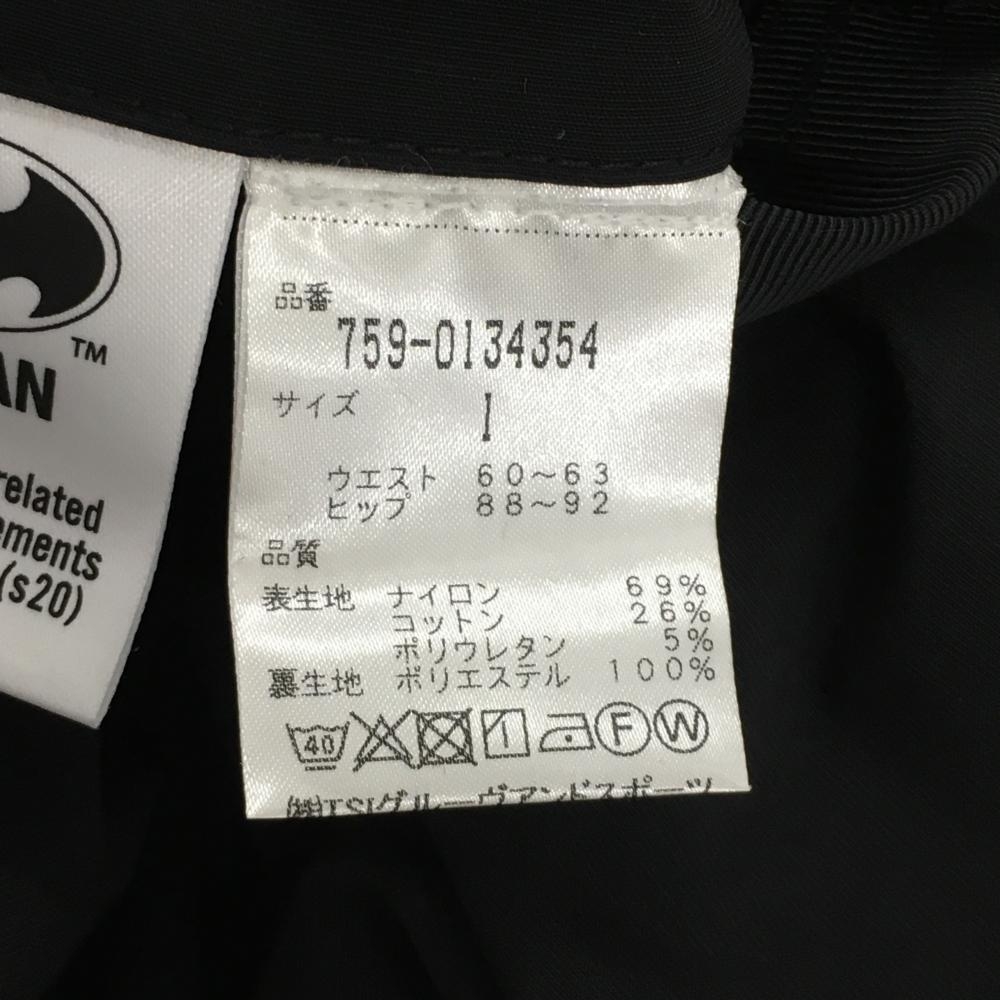 TM
AN
related
ements
(s20)
品番
759-0134354
サイズ 1
ウエスト 60～63
ヒップ 88～92
品質
表生地 ナイロン 69%
コットン 26%
ポリウレタン 5%
裏生地 ポリエステル 100%
40
F W
㈱TSIグルーヴアンドスポーツ